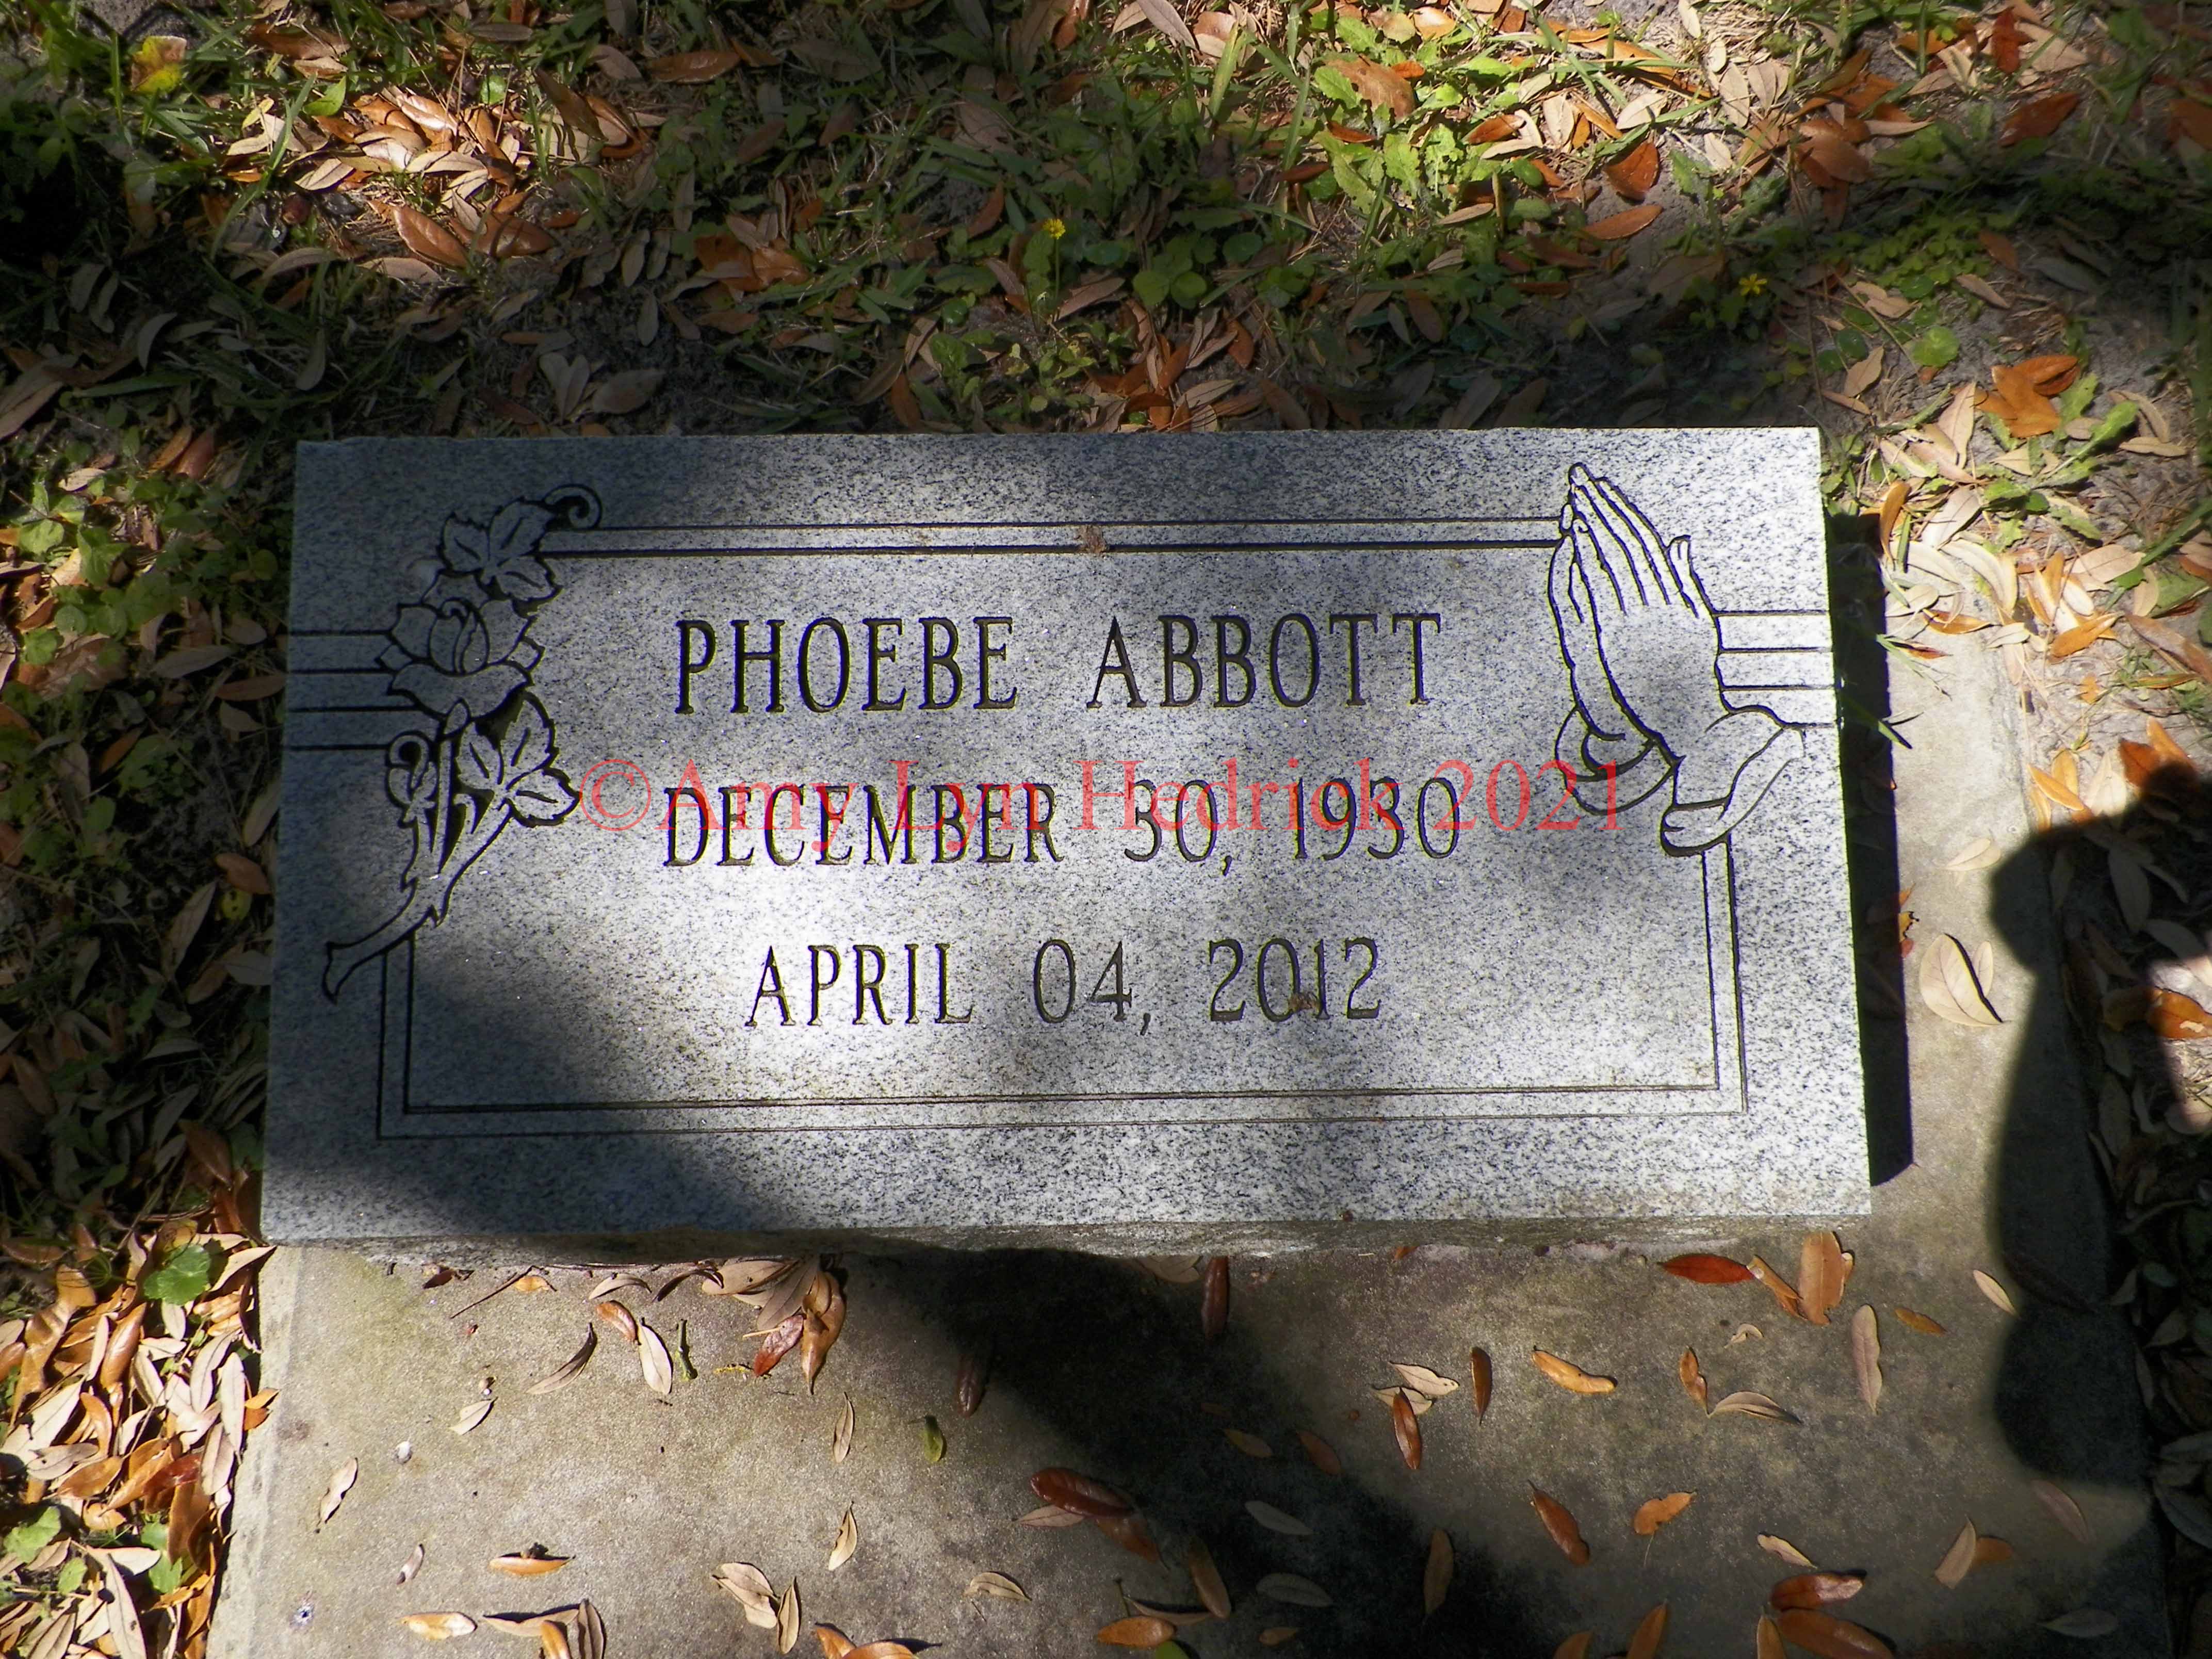 PHOEBE ABBOTT
©Amy Lyn Hedrick 2021
DECEMBER 30, 1930
APRIL 04, 2012